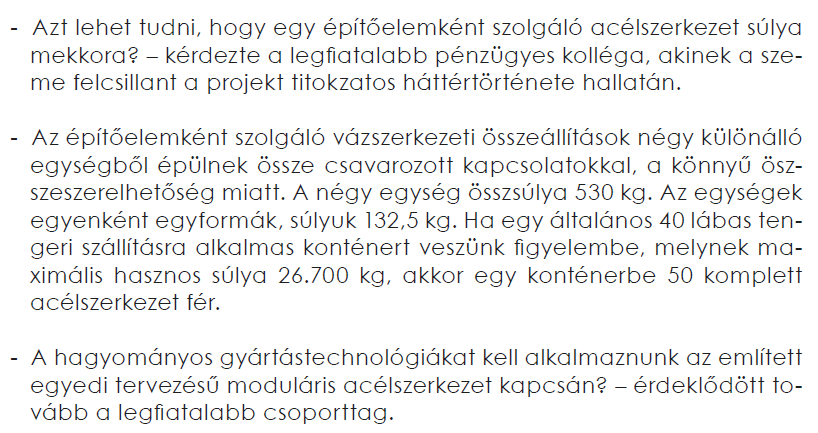 - Azt lehet tudni, hogy egy építőelemként szolgáló acélszerkezet súlya
mekkora? – kérdezte a legfiatalabb pénzügyes kolléga, akinek a sze-
me felcsillant a projekt titokzatos háttértörténete hallatán.
- Az építőelemként szolgáló vázszerkezeti összeállítások négy különálló
egységből épülnek össze csavarozott kapcsolatokkal, a könnyű ösz-
szeszerelhetőség miatt. A négy egység összsúlya 530 kg. Az egységek
egyenként egyformák, súlyuk 132,5 kg. Ha egy általános 40 lábas ten-
geri szállításra alkalmas konténert veszünk figyelembe, melynek ma-
ximális hasznos súlya 26.700 kg, akkor egy konténerbe 50 komplett
acélszerkezet fér.
- A hagyományos gyártástechnológiákat kell alkalmaznunk az említett
egyedi tervezésű moduláris acélszerkezet kapcsán? – érdeklődött to-
vább a legfiatalabb csoporttag.